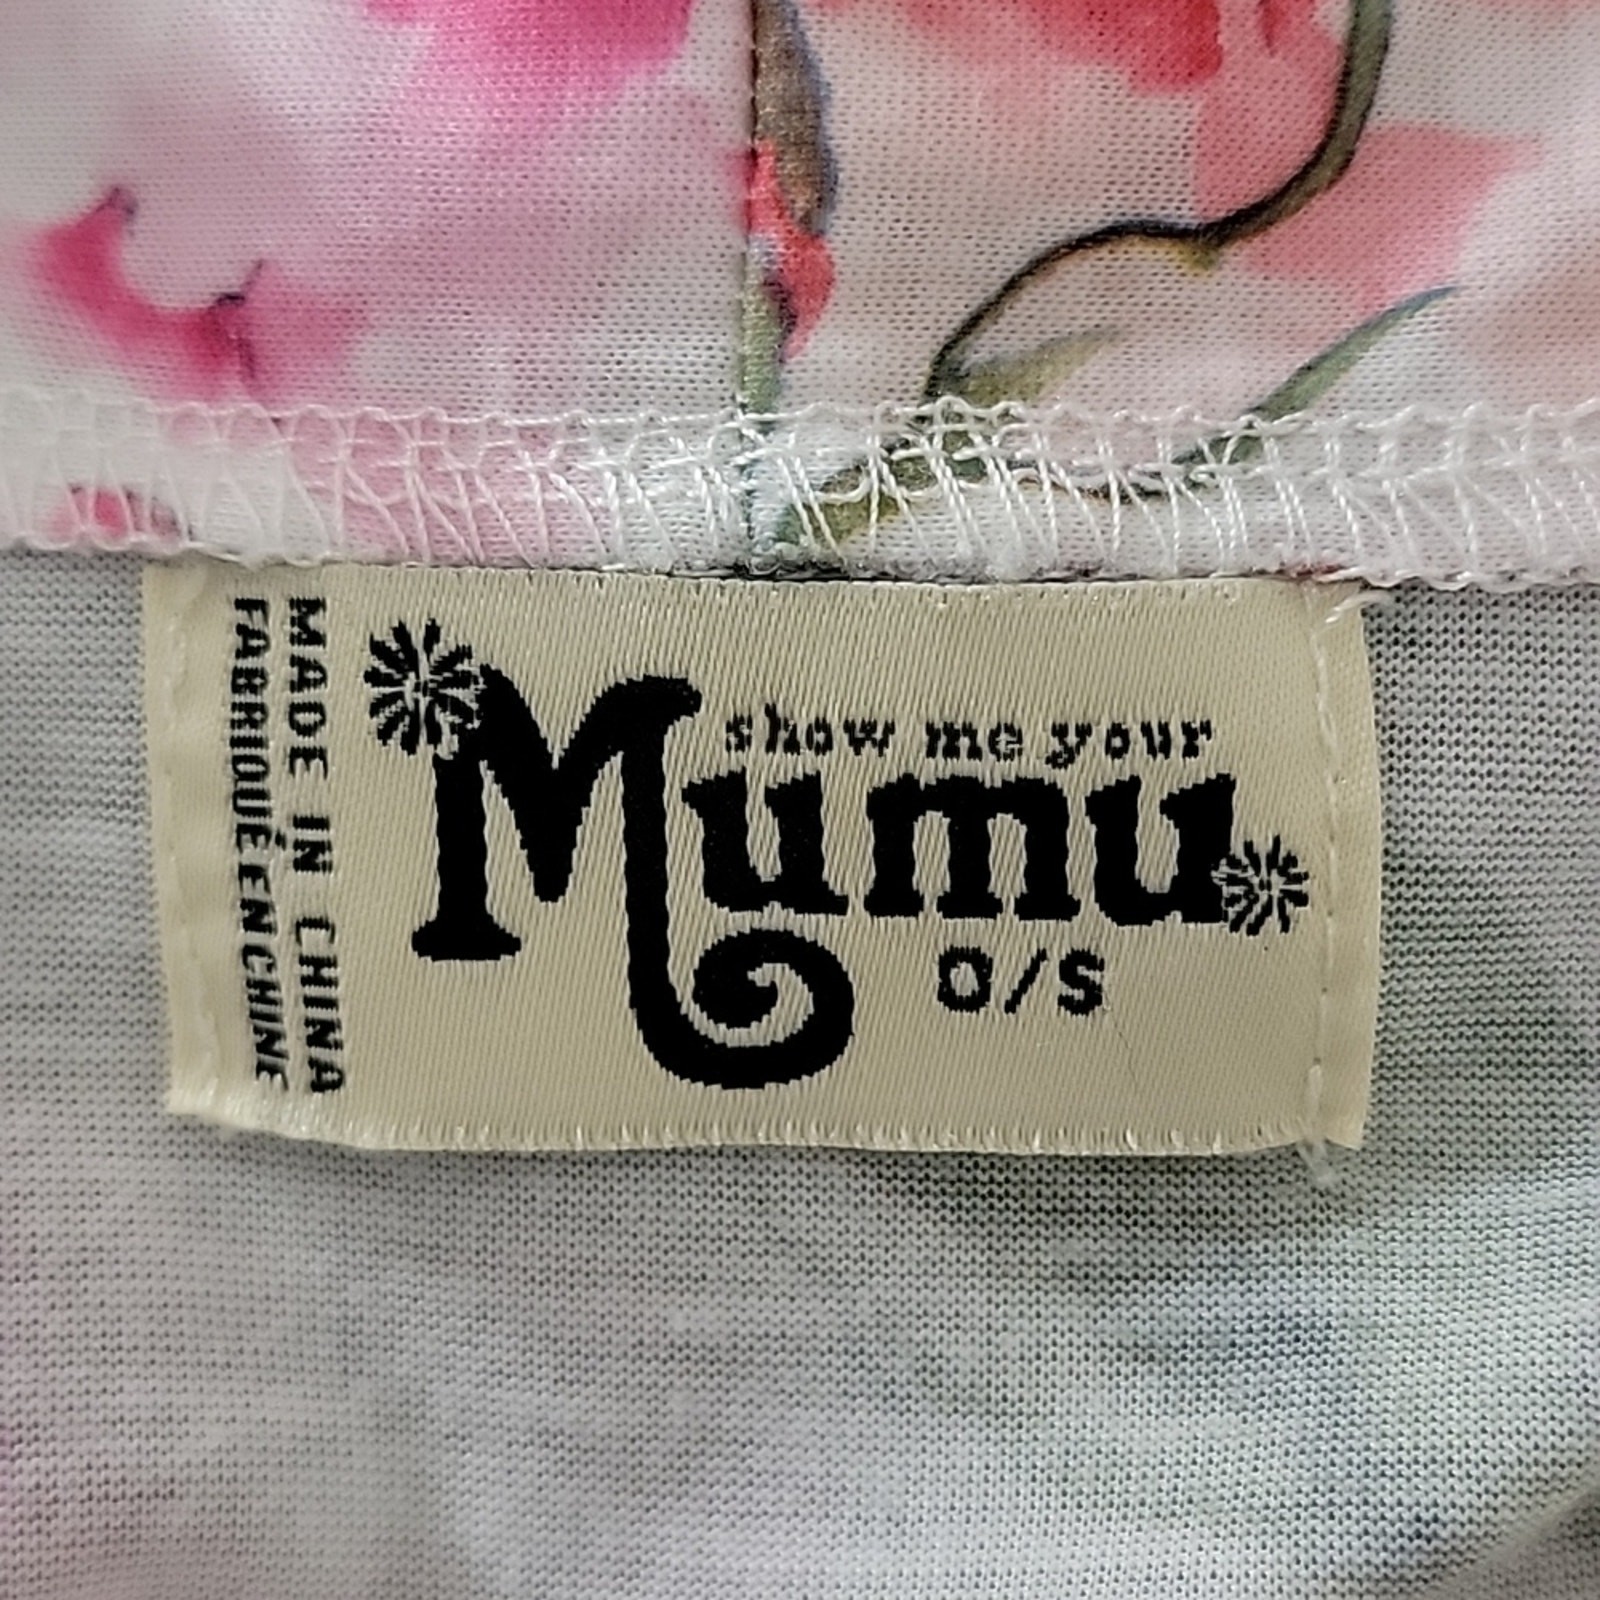 show me your
Mumu
O/S
MADE IN CHINA
FABRIQUÉ EN CHINE